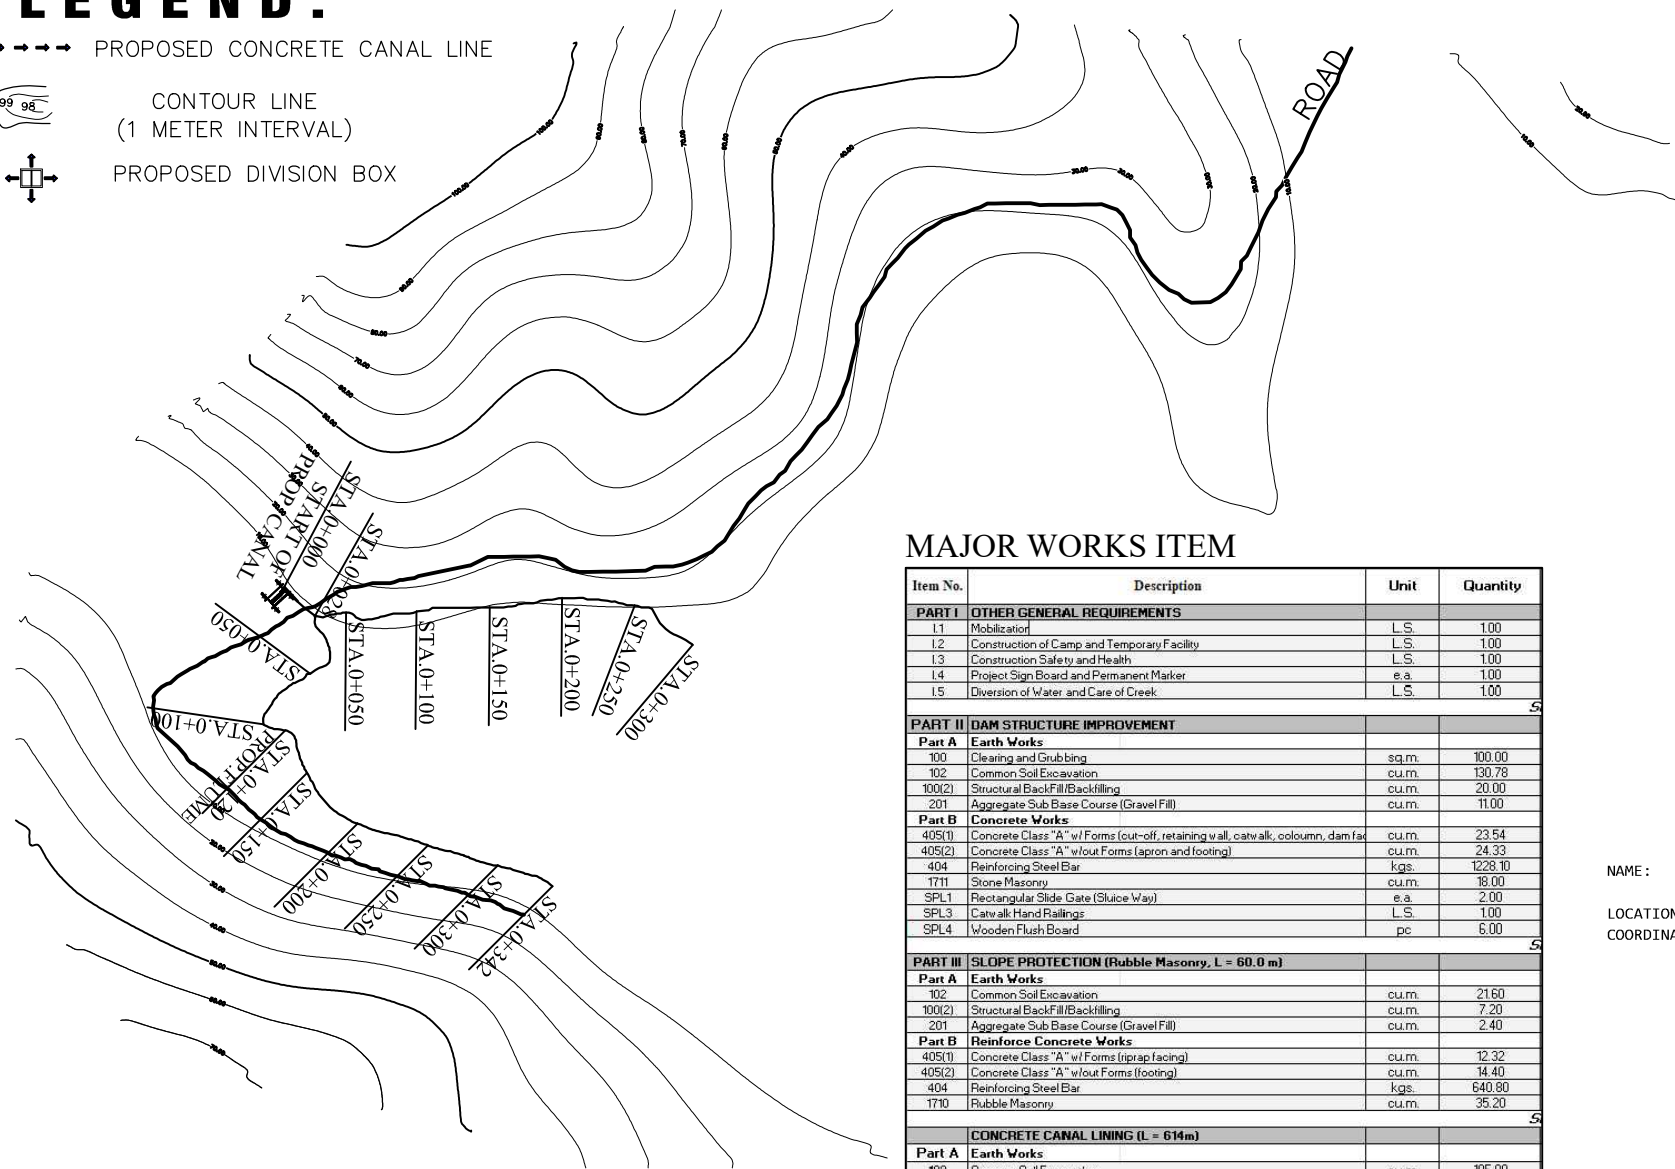 LEGEND:
PROPOSED CONCRETE CANAL LINE
99 98
CONTOUR LINE
(1 METER INTERVAL)
PROPOSED DIVISION BOX
ROAD
STA.0+000
START OF
PROP.CANAL
STA.0+028
STA.0+050
STA.0+100
PROP.FLUME
STA.0+120
STA.0+150
STA.0+200
STA.0+250
STA.0+300
STA.0+342
STA.0+050
STA.0+100
STA.0+150
STA.0+200
STA.0+250
STA.0+300
MAJOR WORKS ITEM
Item No. Description Unit Quantity
PART I OTHER GENERAL REQUIREMENTS
I.1 Mobilization L.S. 1.00
I.2 Construction of Camp and Temporary Facility L.S. 1.00
I.3 Construction Safety and Health L.S. 1.00
I.4 Project Sign Board and Permanent Marker e.a. 1.00
I.5 Diversion of Water and Care of Creek L.S. 1.00
PART II DAM STRUCTURE IMPROVEMENT
Part A Earth Works
100 Clearing and Grubbing sq.m. 100.00
102 Common Soil Excavation cu.m. 130.78
100(2) Structural BackFill/Backfilling cu.m. 20.00
201 Aggregate Sub Base Course (Gravel Fill) cu.m. 11.00
Part B Concrete Works
405(1) Concrete Class "A" w/ Forms (cut-off, retaining wall, catwalk, coloumn, dam fac cu.m. 23.54
405(2) Concrete Class "A" w/out Forms (apron and footing) cu.m. 24.33
404 Reinforcing Steel Bar kgs. 1228.10
1711 Stone Masonry cu.m. 18.00
SPL1 Rectangular Slide Gate (Sluice Way) e.a. 2.00
SPL3 Catwalk Hand Railings L.S. 1.00
SPL4 Wooden Flush Board pc 6.00
PART III SLOPE PROTECTION (Rubble Masonry, L = 60.0 m)
Part A Earth Works
102 Common Soil Excavation cu.m. 21.60
100(2) Structural BackFill/Backfilling cu.m. 7.20
201 Aggregate Sub Base Course (Gravel Fill) cu.m. 2.40
Part B Reinforce Concrete Works
405(1) Concrete Class "A" w/ Forms (riprap facing) cu.m. 12.32
405(2) Concrete Class "A" w/out Forms (footing) cu.m. 14.40
404 Reinforcing Steel Bar kgs. 640.80
1710 Rubble Masonry cu.m. 35.20
CONCRETE CANAL LINING (L = 614m)
Part A Earth Works
NAME:
LOCATION
COORDINA